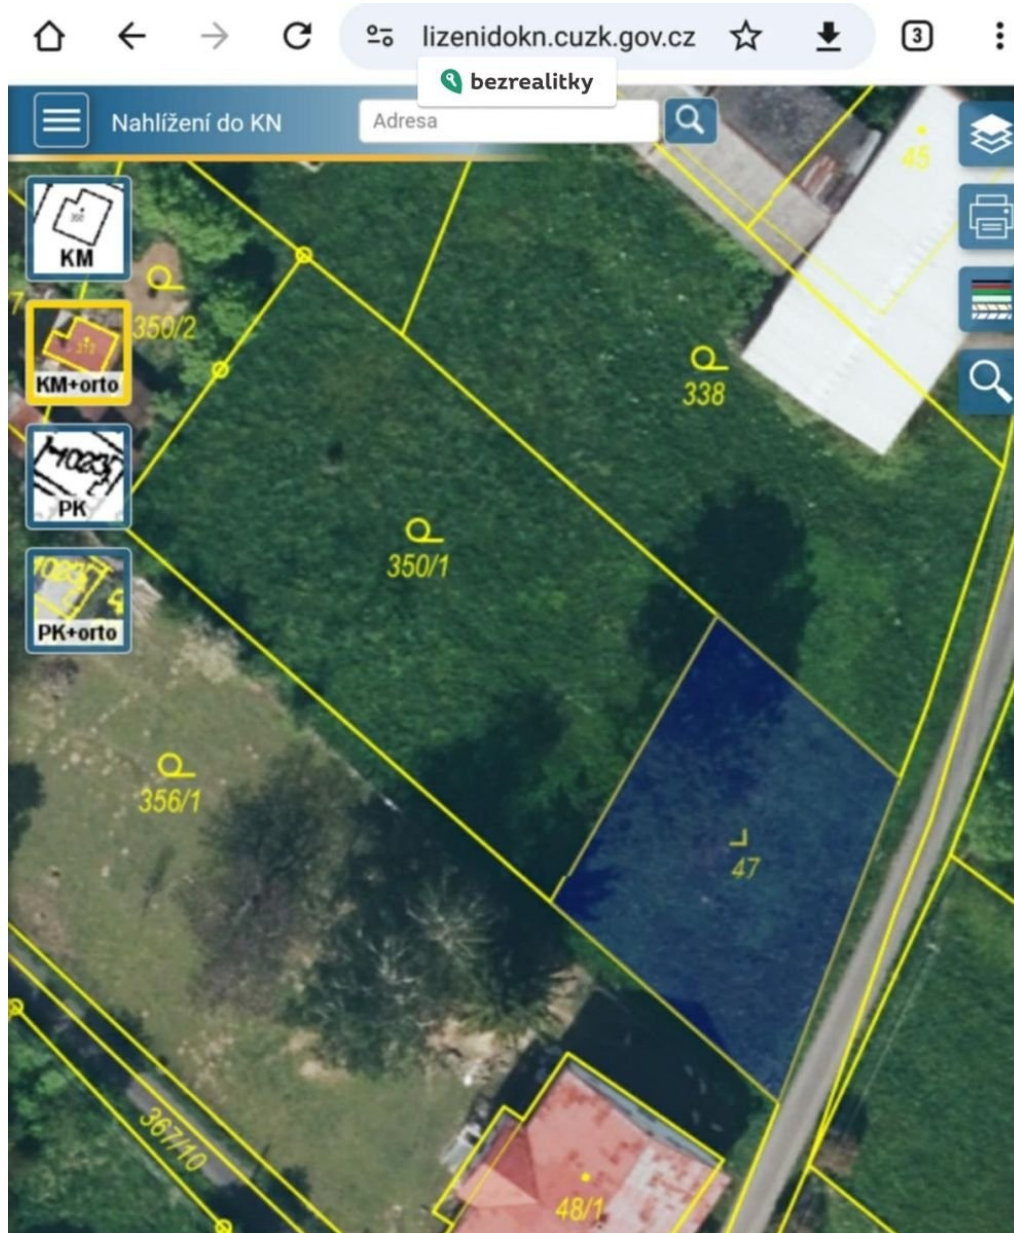 lizenidokn.cuzk.gov.cz
3
bezrealitky
Nahlížení do KN
Adresa
45
KM
350/2
7
KM+orto
338
PK
350/1
PK+orto
356/1
47
367/10
48/1